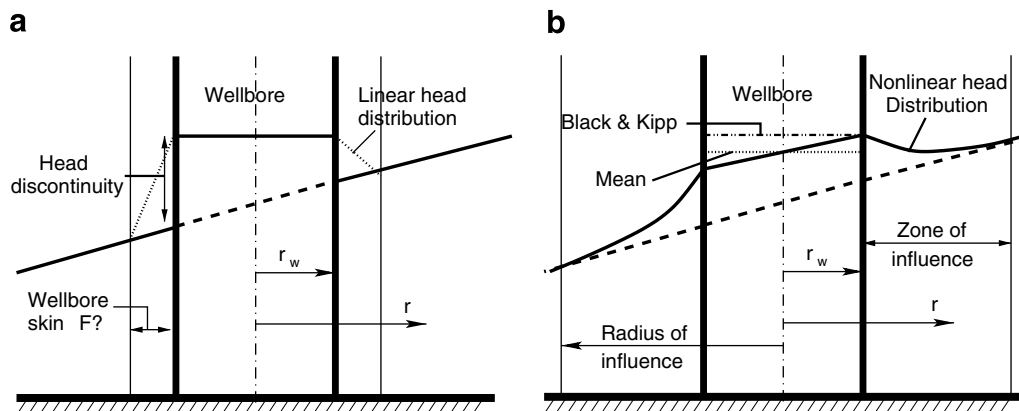 a
Wellbore
Linear head
distribution
Head
discontinuity
r w
Wellbore
skin F?
r
b
Wellbore
Nonlinear head
Distribution
Black & Kipp
Mean
Zone of
influence
r w
r
Radius of
influence